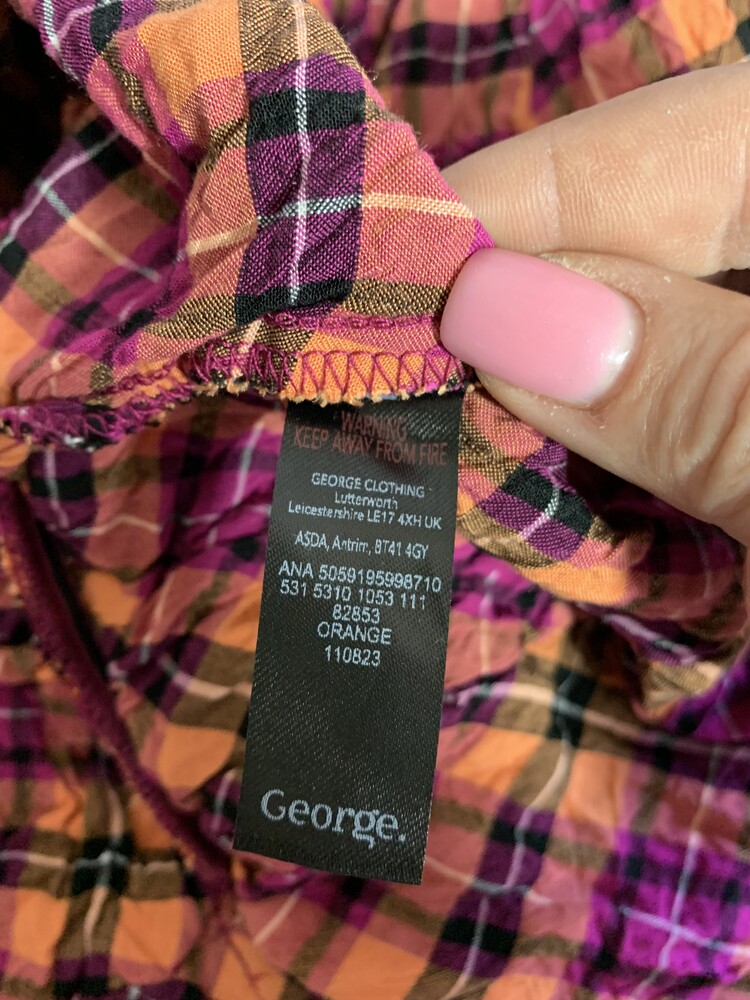 WARNING
KEEP AWAY FROM FIRE
GEORGE CLOTHING
Lutterworth
Leicestershire LE17 4XH UK
ASDA, Antrim, BT41 4GY
ANA 5059195998710
531 5310 1053 111
82853
ORANGE
110823
George.